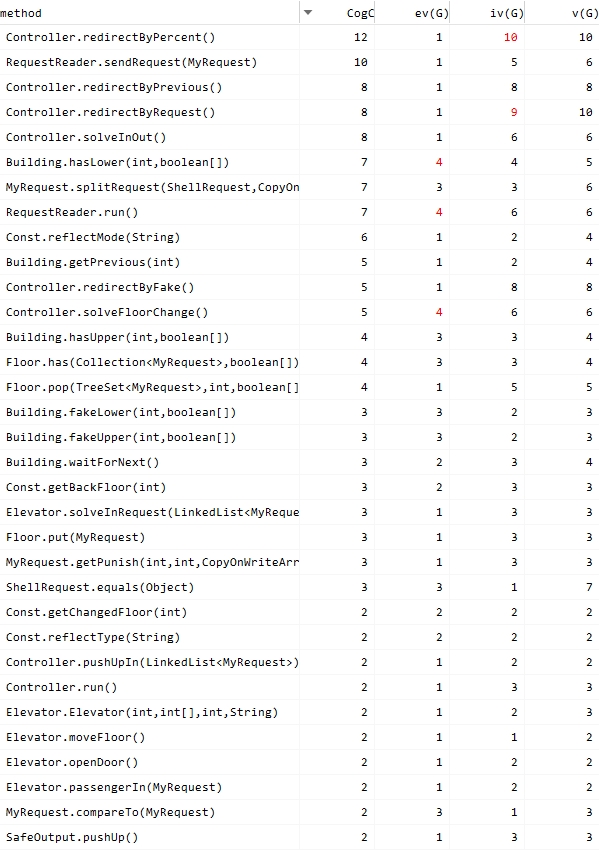 method CogC ev(G) iv(G) v(G)
Controller.redirectByPercent() 12 1 10 10
RequestReader.sendRequest(MyRequest) 10 1 5 6
Controller.redirectByPrevious() 8 1 8 8
Controller.redirectByRequest() 8 1 9 10
Controller.solveInOut() 8 1 6 6
Building.hasLower(int,boolean[]) 7 4 4 5
MyRequest.splitRequest(ShellRequest,CopyOn 7 3 3 6
RequestReader.run() 7 4 6 6
Const.reflectMode(String) 6 1 2 4
Building.getPrevious(int) 5 1 2 4
Controller.redirectByFake() 5 1 8 8
Controller.solveFloorChange() 5 4 6 6
Building.hasUpper(int,boolean[]) 4 3 3 4
Floor.has(Collection<MyRequest>,boolean[]) 4 3 3 4
Floor.pop(TreeSet<MyRequest>,int,boolean[] 4 1 5 5
Building.fakeLower(int,boolean[]) 3 3 2 3
Building.fakeUpper(int,boolean[]) 3 3 2 3
Building.waitForNext() 3 2 3 4
Const.getBackFloor(int) 3 2 3 3
Elevator.solveInRequest(LinkedList<MyReque 3 1 3 3
Floor.put(MyRequest) 3 1 3 3
MyRequest.getPunish(int,int,CopyOnWriteArr 3 1 3 3
ShellRequest.equals(Object) 3 3 1 7
Const.getChangedFloor(int) 2 2 2 2
Const.reflectType(String) 2 2 2 2
Controller.pushUpIn(LinkedList<MyRequest>) 2 1 2 2
Controller.run() 2 1 3 3
Elevator.Elevator(int,int[],int,String) 2 1 2 3
Elevator.moveFloor() 2 1 1 2
Elevator.openDoor() 2 1 2 2
Elevator.passengerIn(MyRequest) 2 1 2 2
MyRequest.compareTo(MyRequest) 2 3 1 3
SafeOutput.pushUp() 2 1 3 3